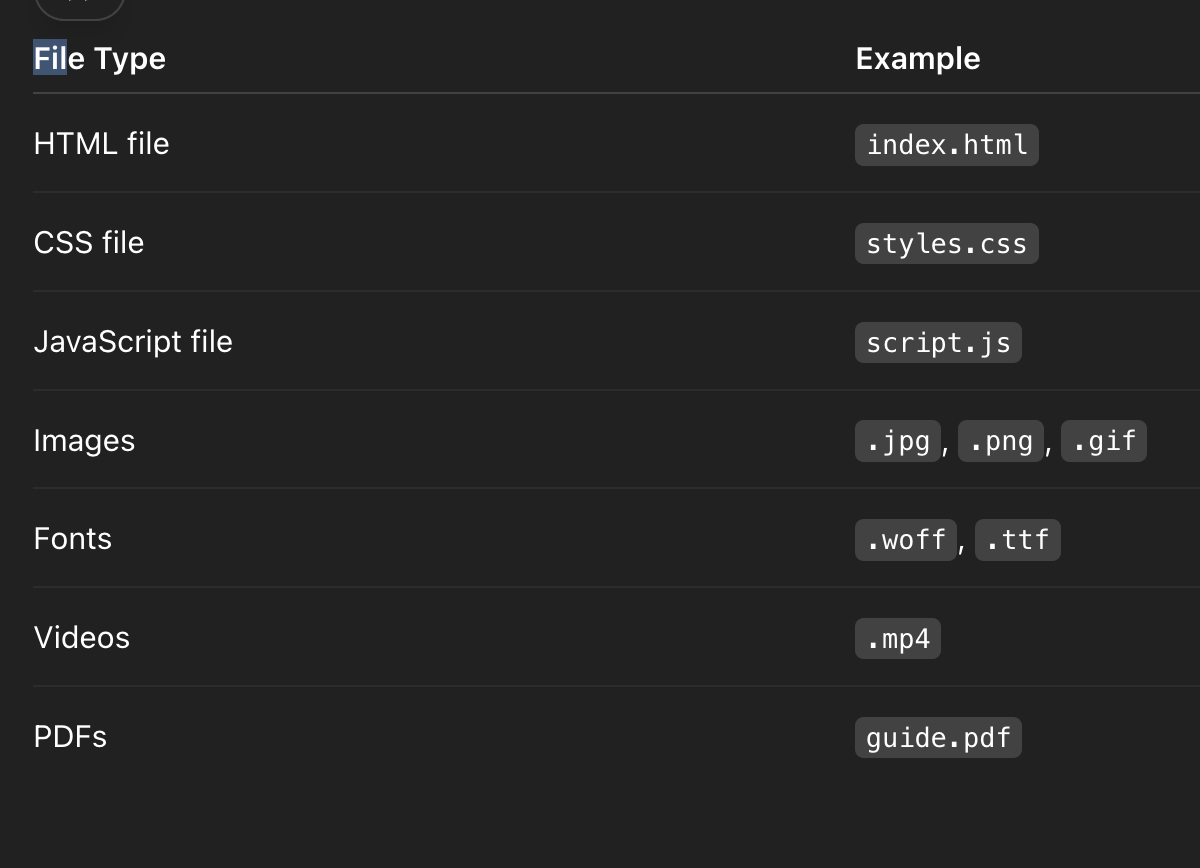 File Type Example
HTML file index.html
CSS file styles.css
JavaScript file script.js
Images .jpg, .png, .gif
Fonts .woff, .ttf
Videos .mp4
PDFs guide.pdf